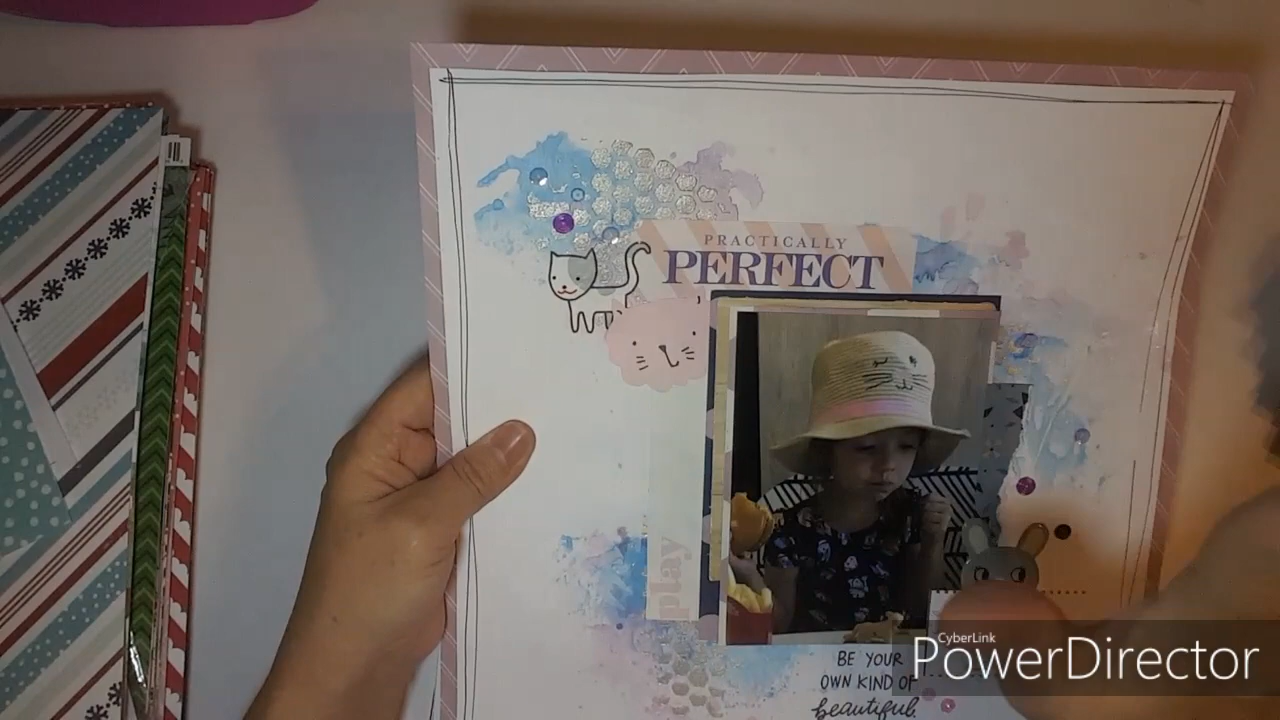 PRACTICALLY
PERFECT
play
BE YOUR
OWN KIND OF
beautiful.
CyberLink
PowerDirector